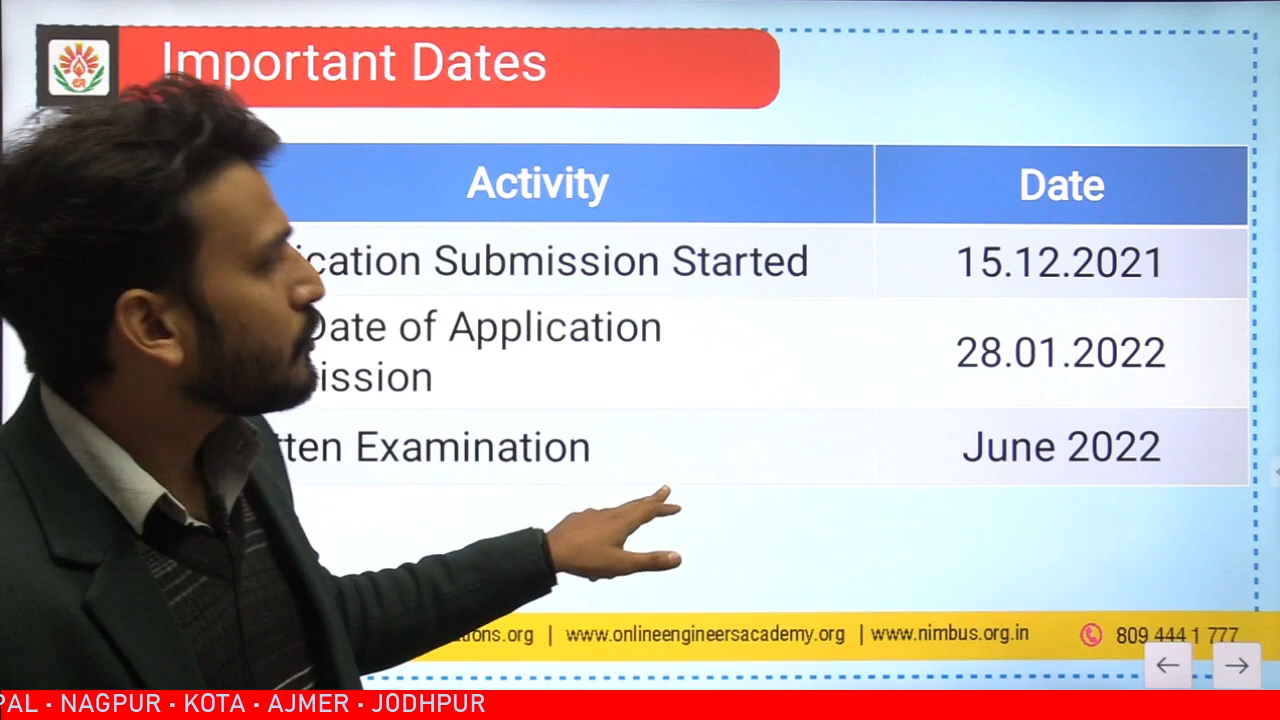 Important Dates
Activity
Date
ication Submission Started
15.12.2021
Date of Application
ission
28.01.2022
tten Examination
June 2022
ations.org | www.onlineengineersacademy.org | www.nimbus.org.in 809 444 1 777
PAL - NAGPUR - KOTA - AJMER - JODHPUR